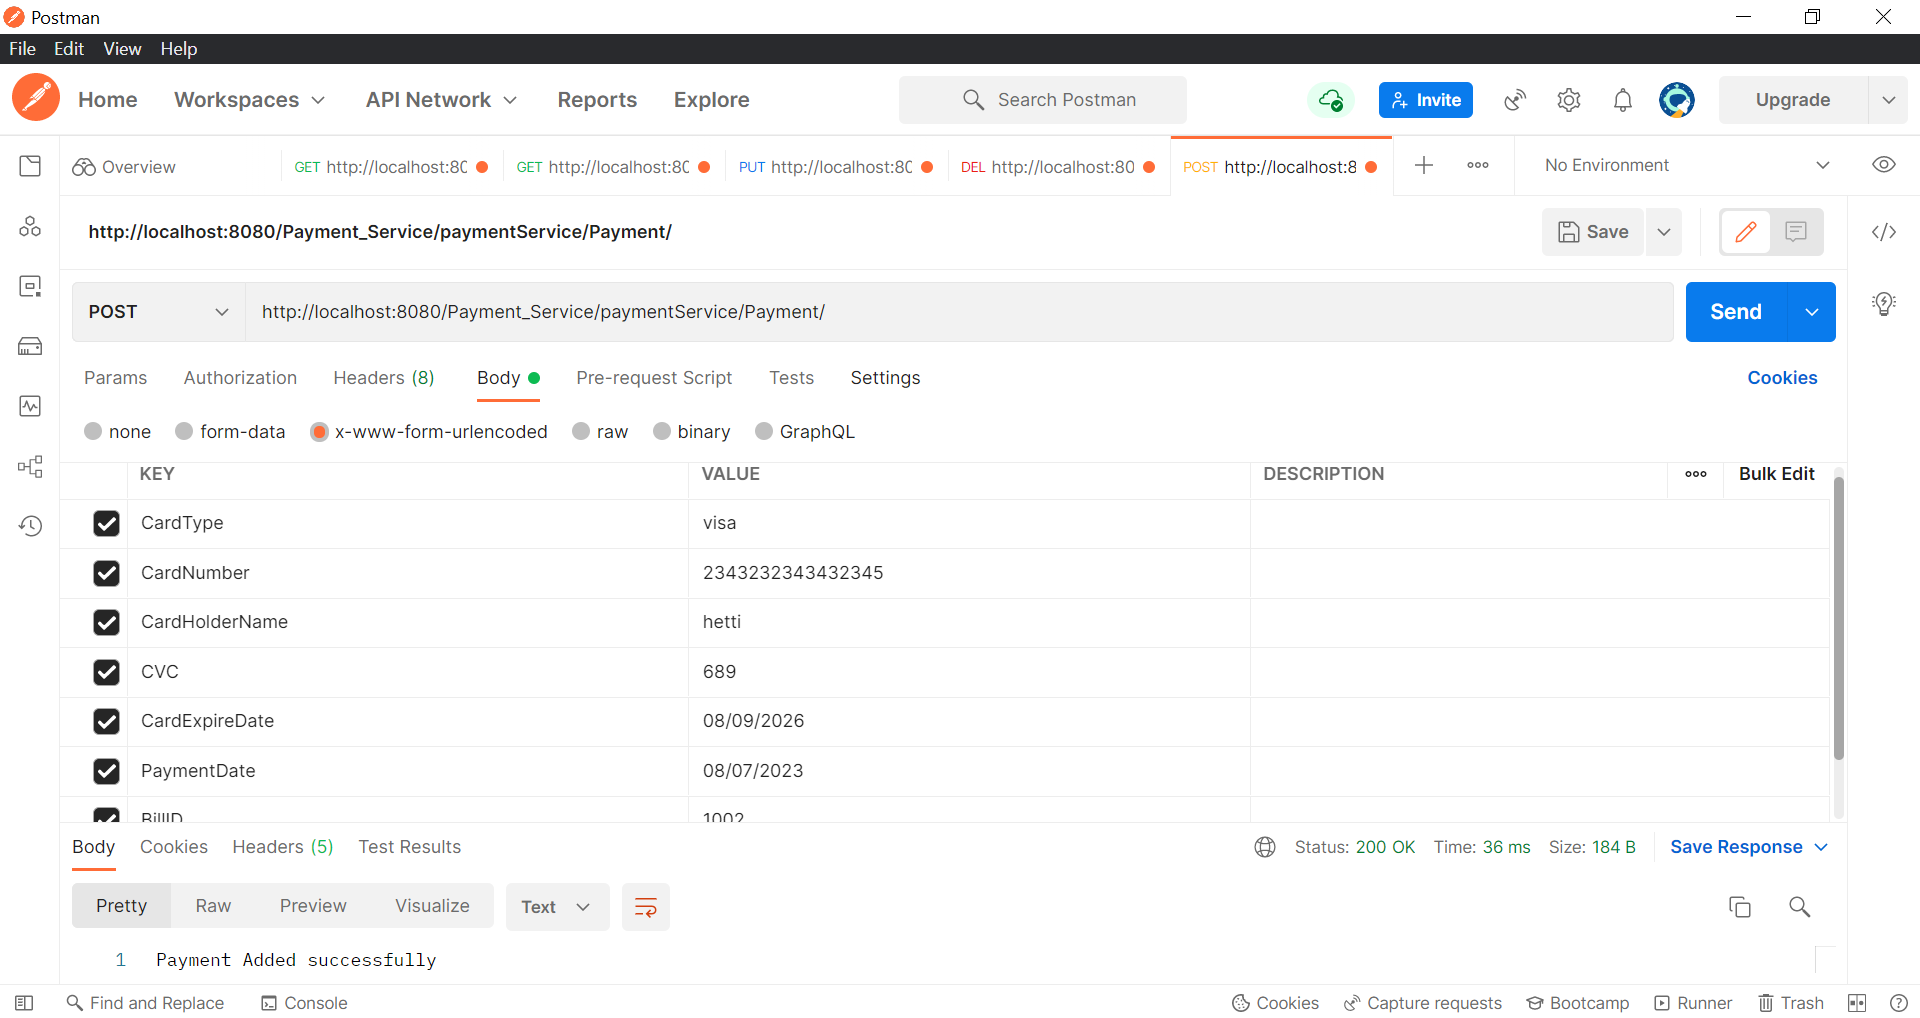 Postman
File Edit View Help
Home Workspaces API Network Reports Explore Search Postman Invite Upgrade
Overview GET http://localhost:80 GET http://localhost:80 PUT http://localhost:80 DEL http://localhost:80 POST http://localhost:8 No Environment
http://localhost:8080/Payment_Service/paymentService/Payment/ Save
POST http://localhost:8080/Payment_Service/paymentService/Payment/ Send
Params Authorization Headers (8) Body Pre-request Script Tests Settings Cookies
none form-data x-www-form-urlencoded raw binary GraphQL
KEY VALUE DESCRIPTION Bulk Edit
CardType visa
CardNumber 2343232343432345
CardHolderName hetti
CVC 689
CardExpireDate 08/09/2026
PaymentDate 08/07/2023
BillID 1002
Body Cookies Headers (5) Test Results Status: 200 OK Time: 36 ms Size: 184 B Save Response
Pretty Raw Preview Visualize Text
1 Payment Added successfully
Find and Replace Console Cookies Capture requests Bootcamp Runner Trash